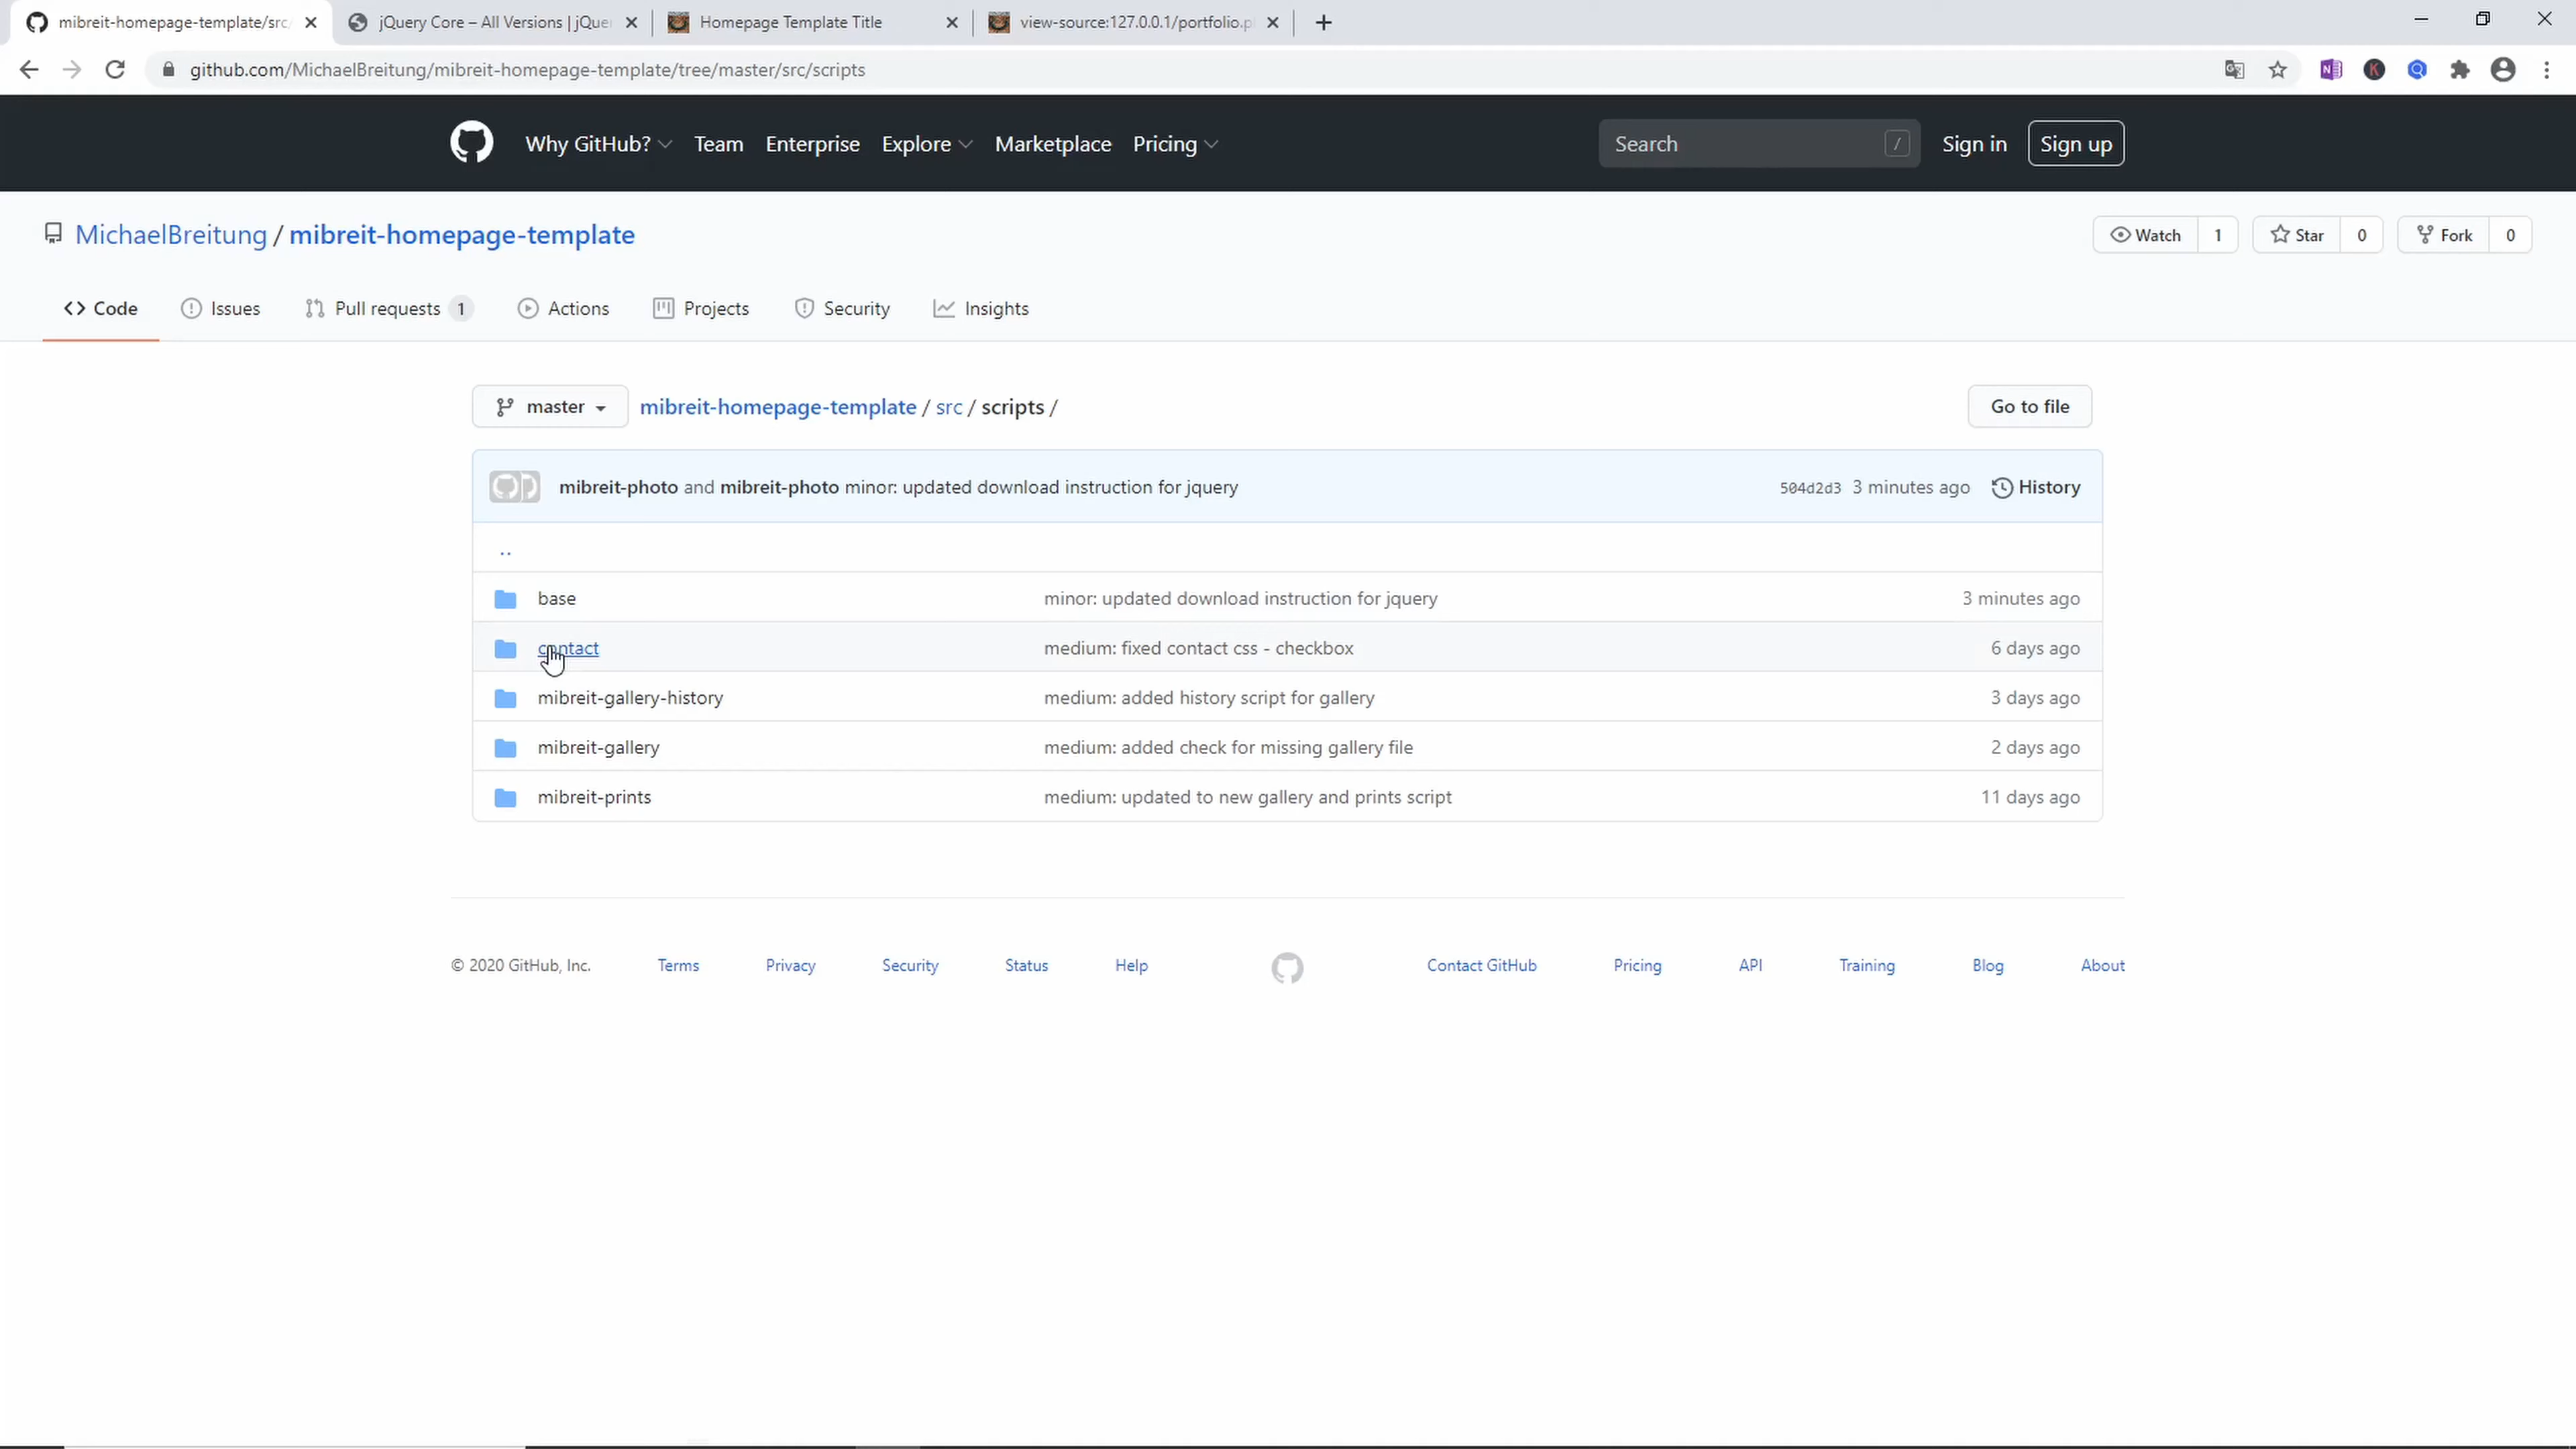 mibreit-homepage-template/src/
jQuery Core – All Versions | jQue
Homepage Template Title
view-source:127.0.0.1/portfolio.p
github.com/MichaelBreitung/mibreit-homepage-template/tree/master/src/scripts
Why GitHub? Team Enterprise Explore Marketplace Pricing Search / Sign in Sign up
MichaelBreitung / mibreit-homepage-template Watch 1 Star 0 Fork 0
Code Issues Pull requests 1 Actions Projects Security Insights
master mibreit-homepage-template / src / scripts / Go to file
mibreit-photo and mibreit-photo minor: updated download instruction for jquery 504d2d3 3 minutes ago History
..
base minor: updated download instruction for jquery 3 minutes ago
contact medium: fixed contact css - checkbox 6 days ago
mibreit-gallery-history medium: added history script for gallery 3 days ago
mibreit-gallery medium: added check for missing gallery file 2 days ago
mibreit-prints medium: updated to new gallery and prints script 11 days ago
© 2020 GitHub, Inc. Terms Privacy Security Status Help Contact GitHub Pricing API Training Blog About